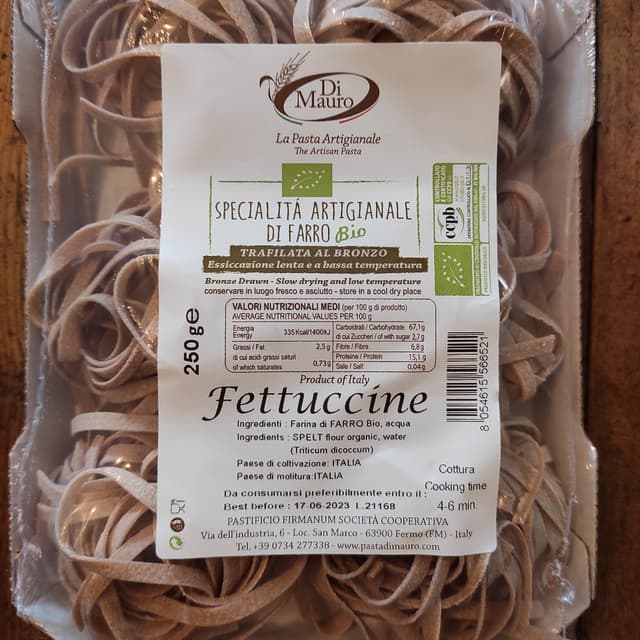 Di
Mauro
La Pasta Artigianale
The Artisan Pasta
SPECIALITÁ ARTIGIANALE
DI FARRO Bio
TRAFILATA AL BRONZO
Essiccazione lenta e a bassa temperatura
Bronze Drawn - Slow drying and low temperature
conservare in luogo fresco e asciutto - store in a cool dry place
ccpb
250g e
VALORI NUTRIZIONALI MEDI (per 100 g di prodotto)
AVERAGE NUTRITIONAL VALUES PER 100 g
Energia
Energy 335 Kcal/1400kJ
Grassi / Fat 2,5 g
di cui acidi grassi saturi
of which saturates 0,73 g
Carboidrati / Carbohydrate 67,1g
di cui Zuccheri / of with sugar 2,7g
Fibre / Fibre 6,8 g
Proteine / Protein 15,1 g
Sale / Salt 0,04 g
Product of Italy
Fettuccine
8 054615 566521
Ingredienti : Farina di FARRO Bio, acqua
Ingredients : SPELT flour organic, water
(Triticum dicoccum)
Paese di coltivazione: ITALIA
Paese di molitura: ITALIA
Cottura
Cooking time
4-6 min.
Da consumarsi preferibilmente entro il :
Best before : 17-06-2023 L.21168
PASTIFICIO FIRMANUM SOCIETÀ COOPERATIVA
Via dell'industria, 6 - Loc. San Marco - 63900 Fermo (FM) - Italy
Tel. +39 0734 277338 - www.pastadimauro.com